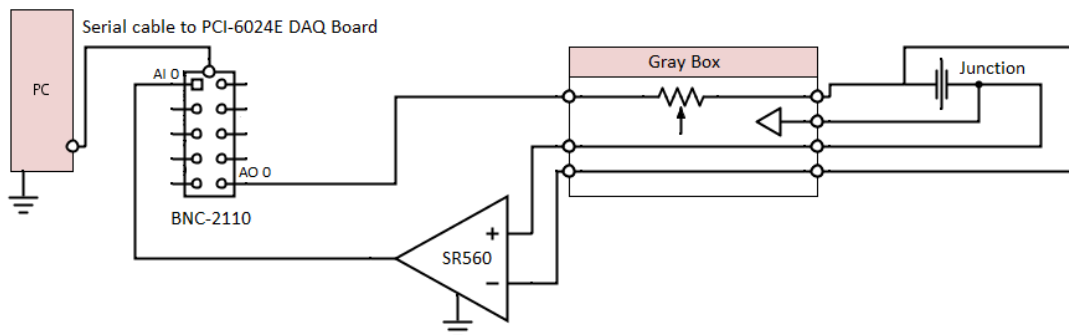 Serial cable to PCI-6024E DAQ Board
Gray Box
Junction
AI 0
PC
AO 0
BNC-2110
+
SR560
−